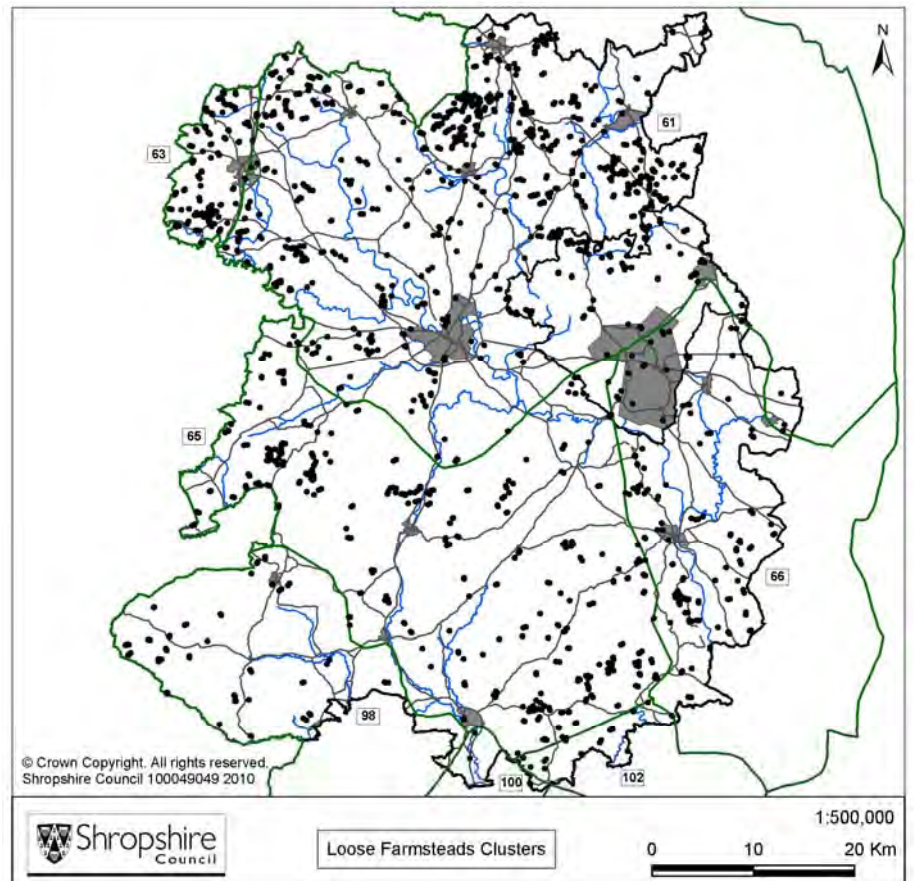 N
61
63
65
66
98
100
102
© Crown Copyright. All rights reserved.
Shropshire Council 100049049 2010
Shropshire
Council
Loose Farmsteads Clusters
1:500,000
0 10 20 Km